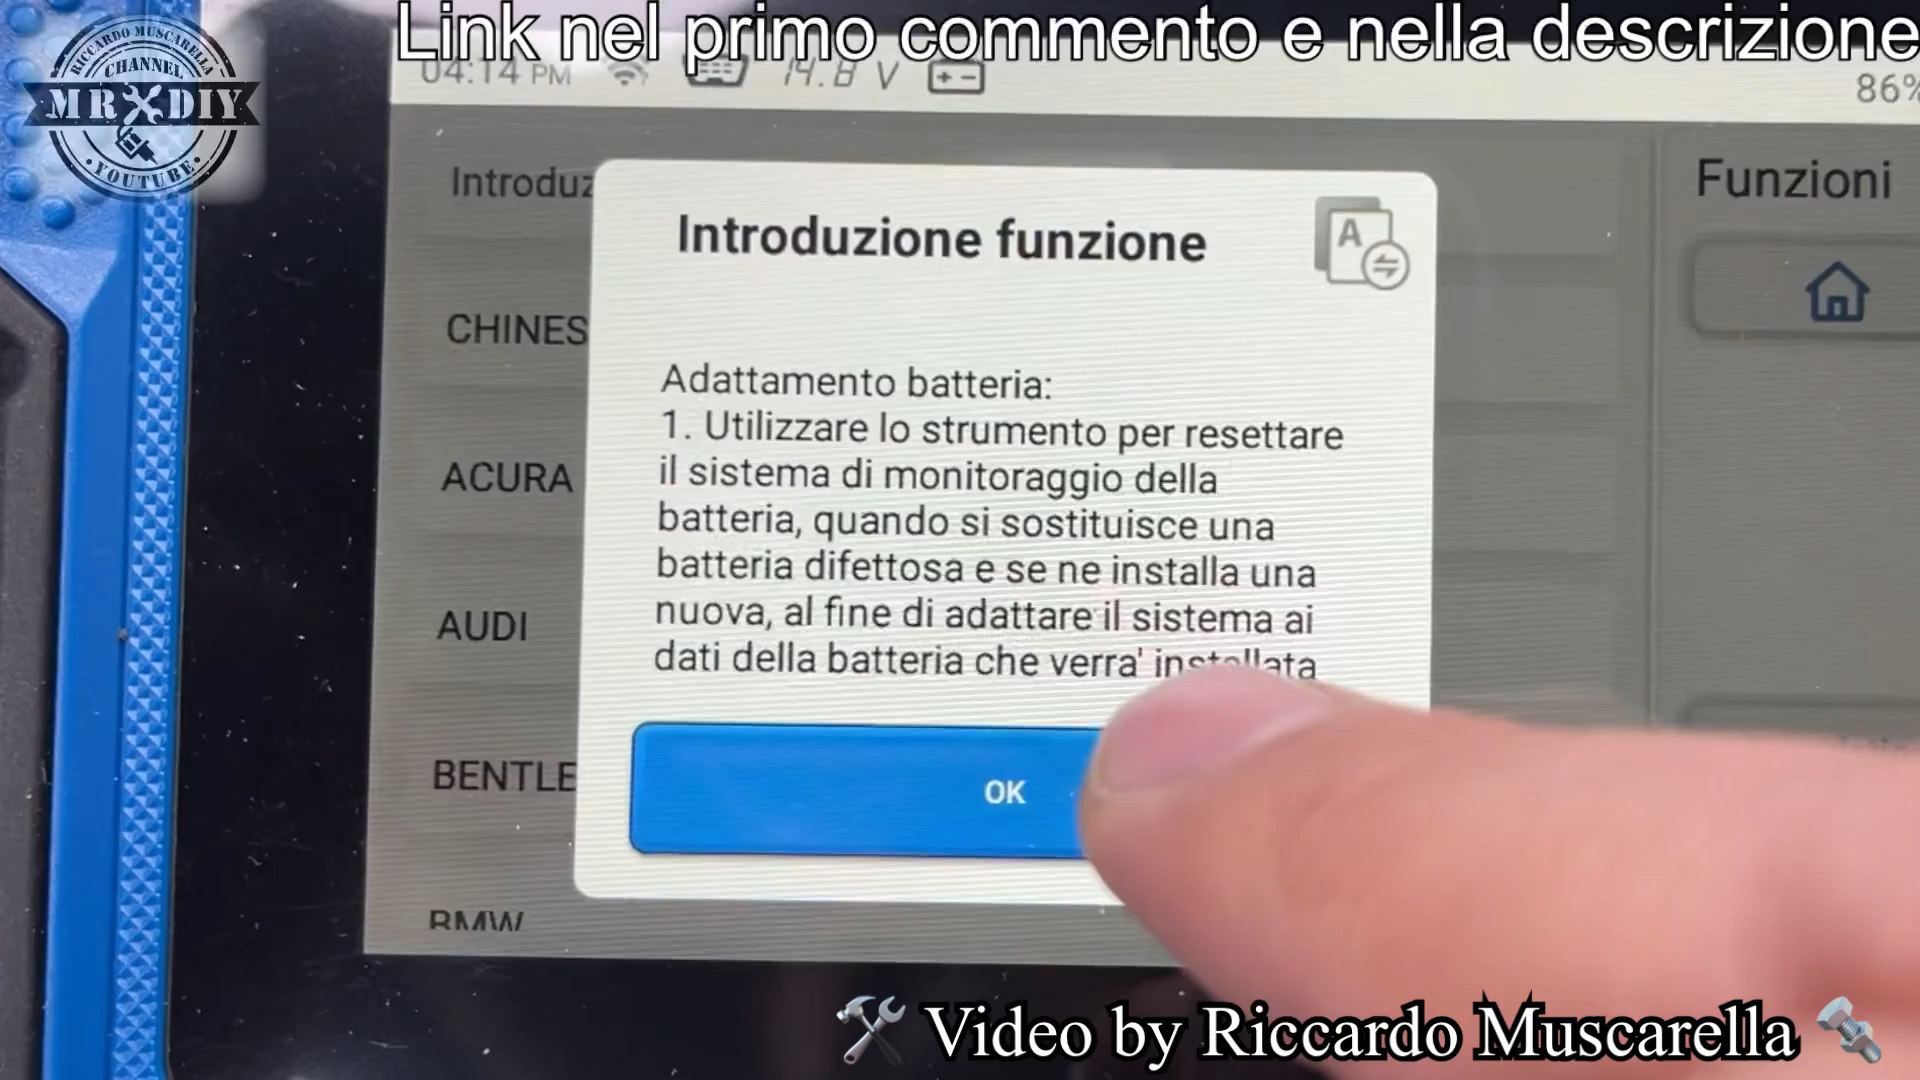 Link nel primo commento e nella descrizione
RICCARDO MUSCARELLA
CHANNEL
MR DIY
YOUTUBE
04:14 PM 14.8 V
86%
Introduz
Funzioni
Introduzione funzione
A
CHINES
Adattamento batteria:
1. Utilizzare lo strumento per resettare
il sistema di monitoraggio della
batteria, quando si sostituisce una
batteria difettosa e se ne installa una
nuova, al fine di adattare il sistema ai
dati della batteria che verra' installata
ACURA
AUDI
BENTLE
BMW
OK
Video by Riccardo Muscarella